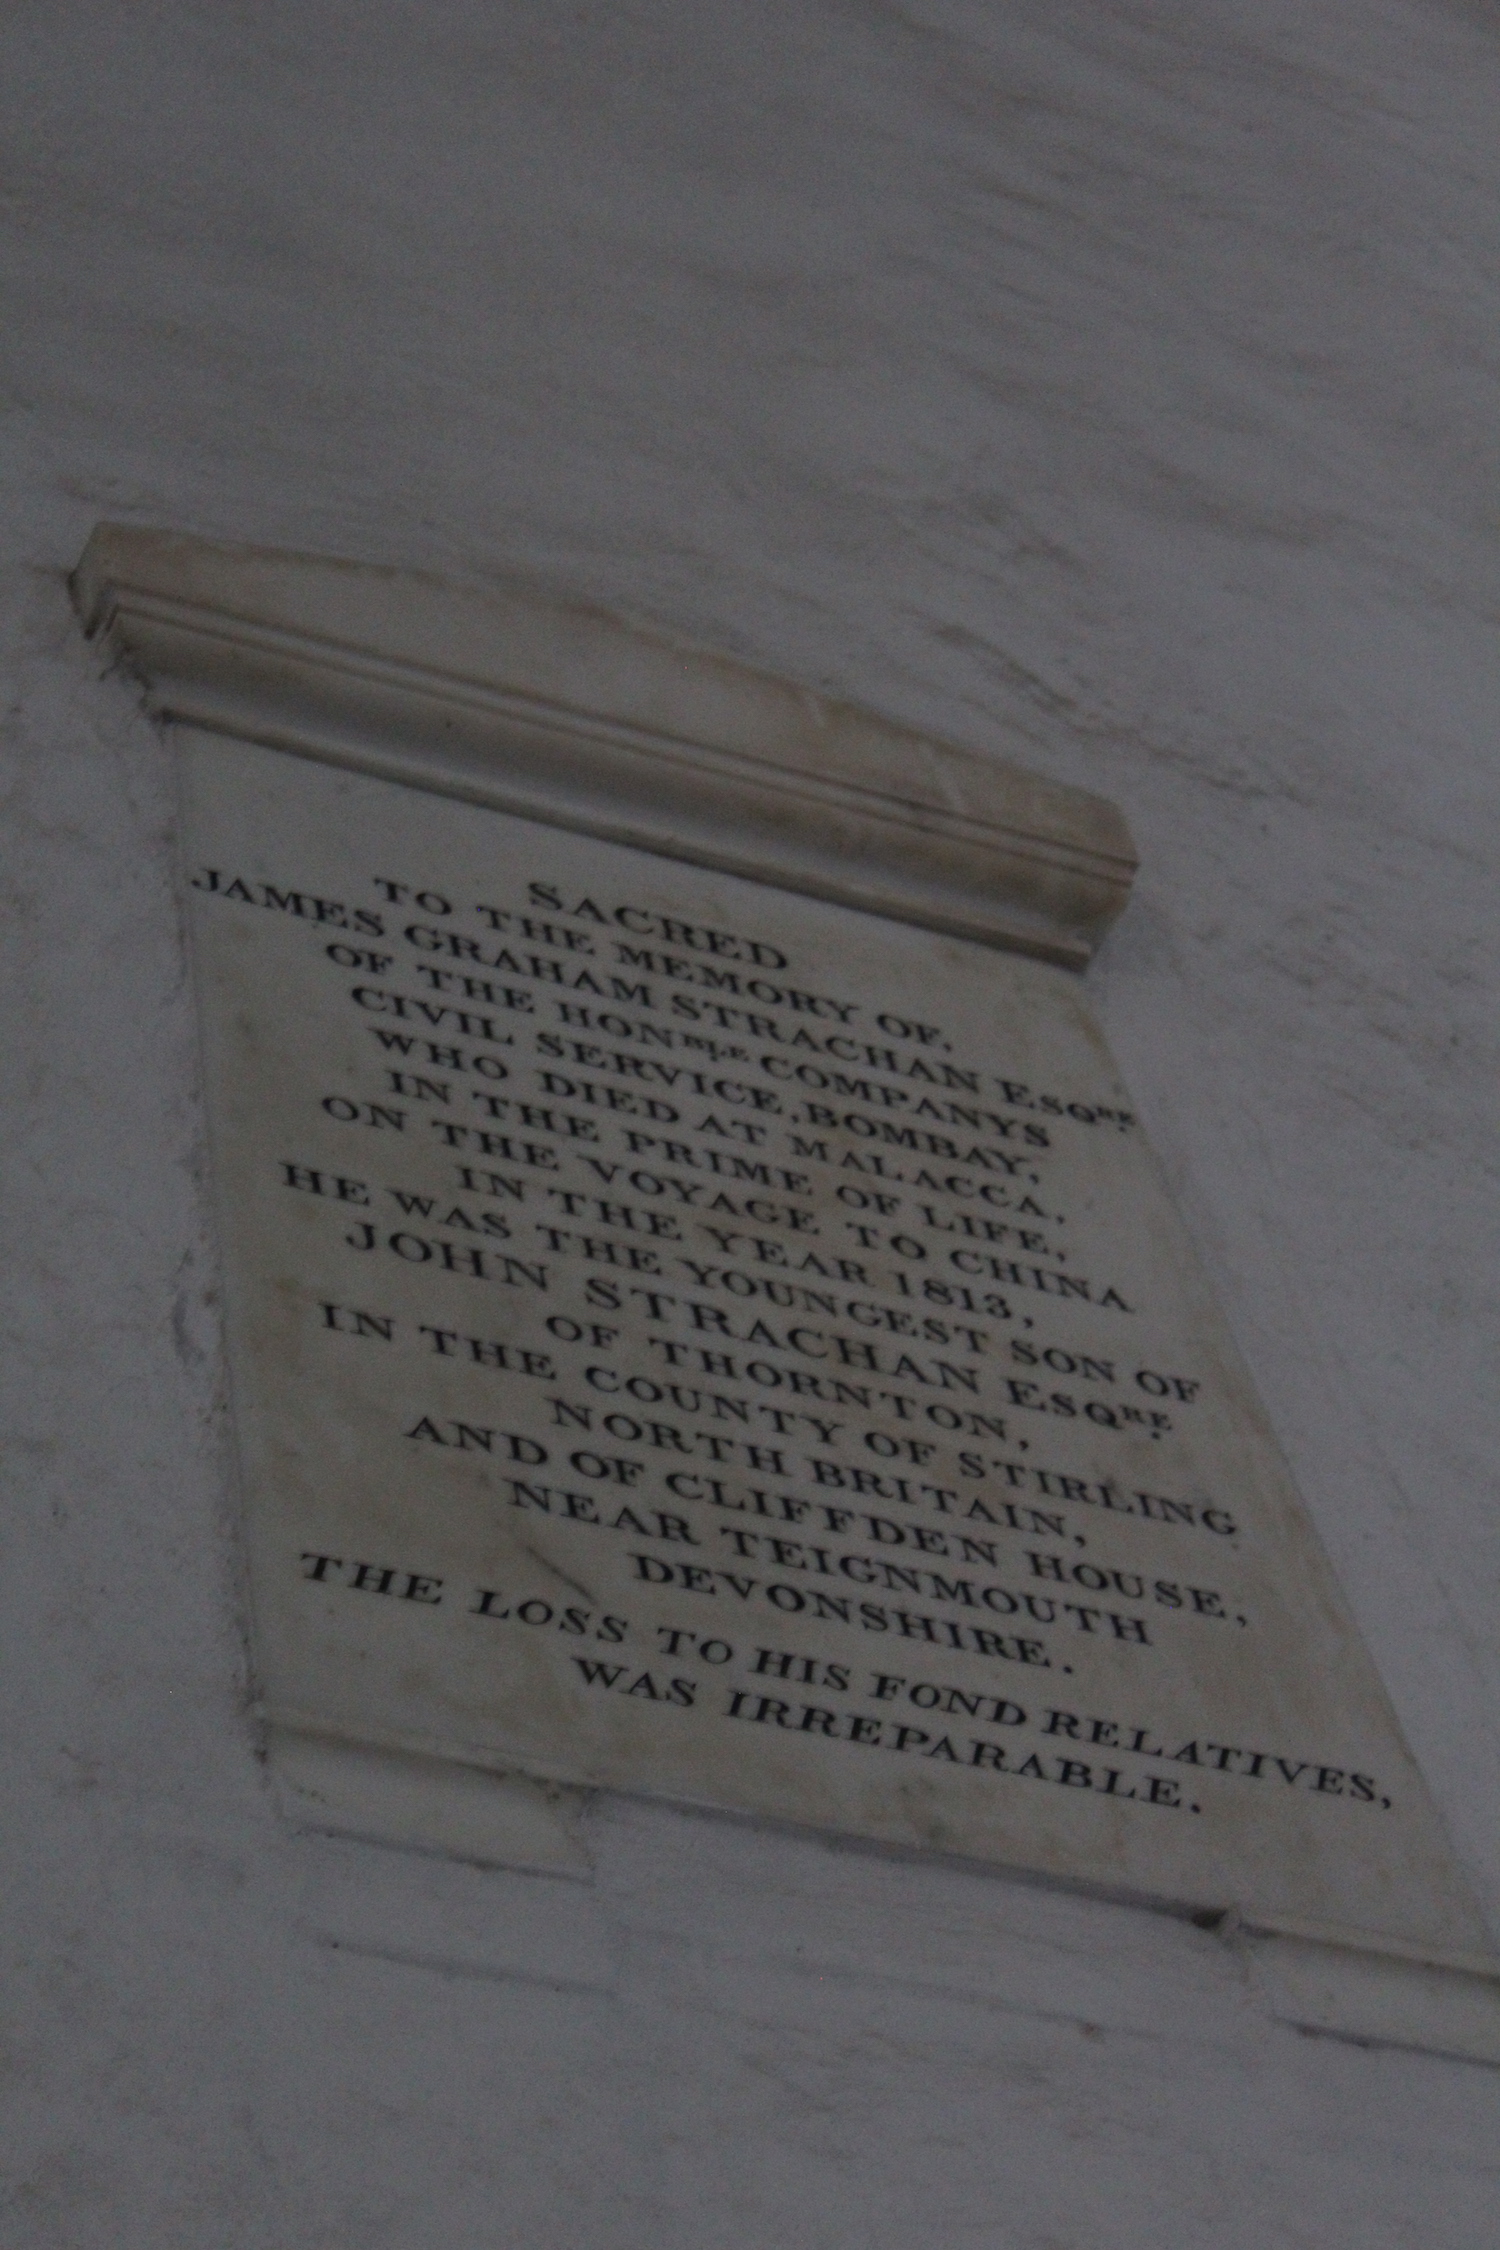 SACRED
TO THE MEMORY OF,
JAMES GRAHAM STRACHAN ESQRE.
OF THE HONBLE COMPANYS
CIVIL SERVICE, BOMBAY,
WHO DIED AT MALACCA,
IN THE PRIME OF LIFE,
ON THE VOYAGE TO CHINA
IN THE YEAR 1813,
HE WAS THE YOUNGEST SON OF
JOHN STRACHAN ESQRE.
OF THORNTON,
IN THE COUNTY OF STIRLING
NORTH BRITAIN,
AND OF CLIFFDEN HOUSE,
NEAR TEIGNMOUTH
DEVONSHIRE.
THE LOSS TO HIS FOND RELATIVES,
WAS IRREPARABLE.